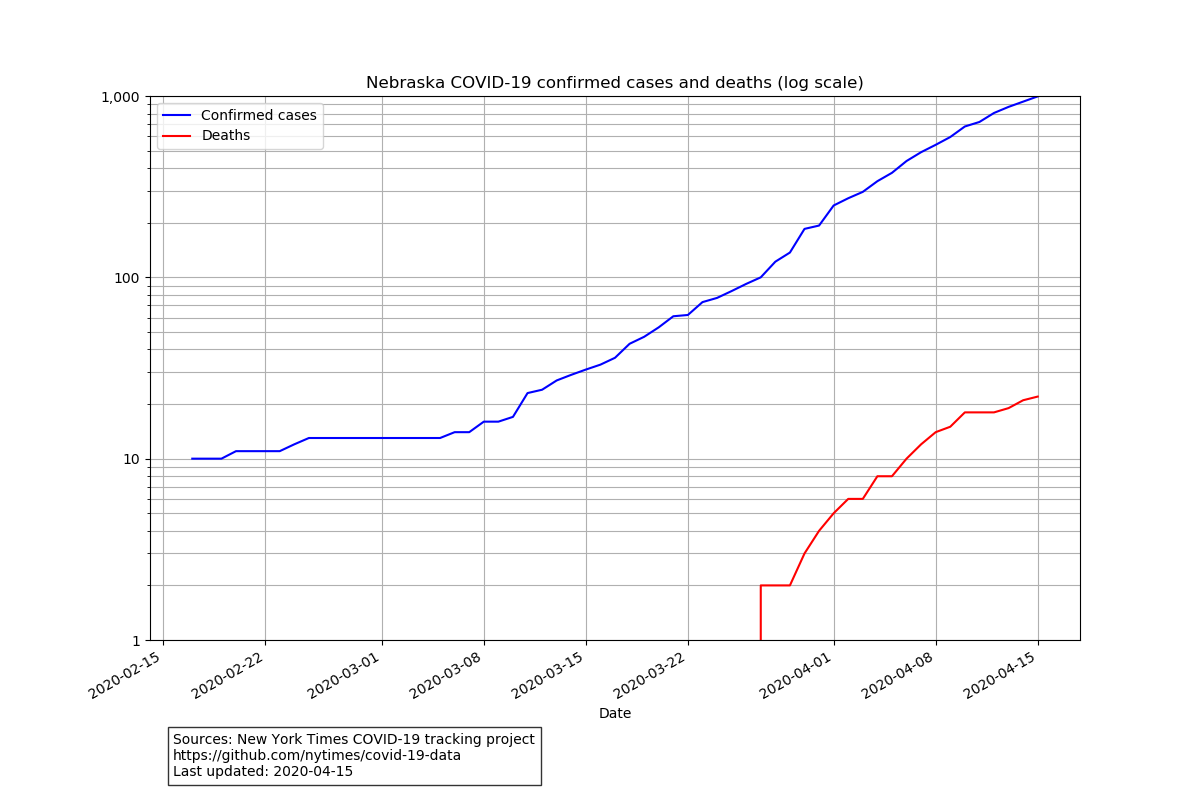 Nebraska COVID-19 confirmed cases and deaths (log scale)
1,000
100
10
1
Confirmed cases
Deaths
2020-02-15
2020-02-22
2020-03-01
2020-03-08
2020-03-15
2020-03-22
2020-04-01
2020-04-08
2020-04-15
Date
Sources: New York Times COVID-19 tracking project
https://github.com/nytimes/covid-19-data
Last updated: 2020-04-15